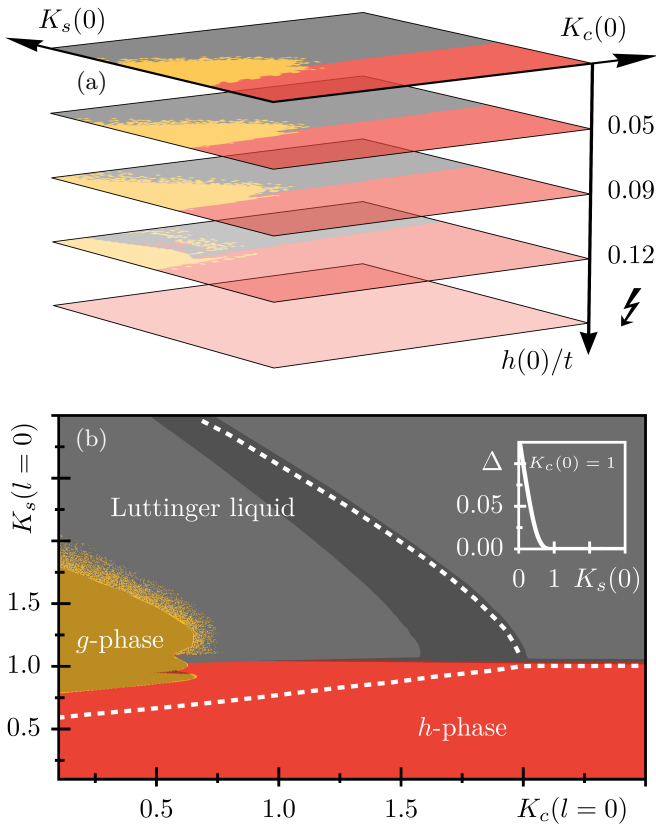 K_s(0)
K_c(0)
(a)
0.05
0.09
0.12
h(0)/t
(b)
K_s(l = 0)
Δ
K_c(0) = 1
0.05
0.00
0 1 K_s(0)
Luttinger liquid
1.5
g-phase
1.0
0.5
h-phase
0.5 1.0 1.5 K_c(l = 0)